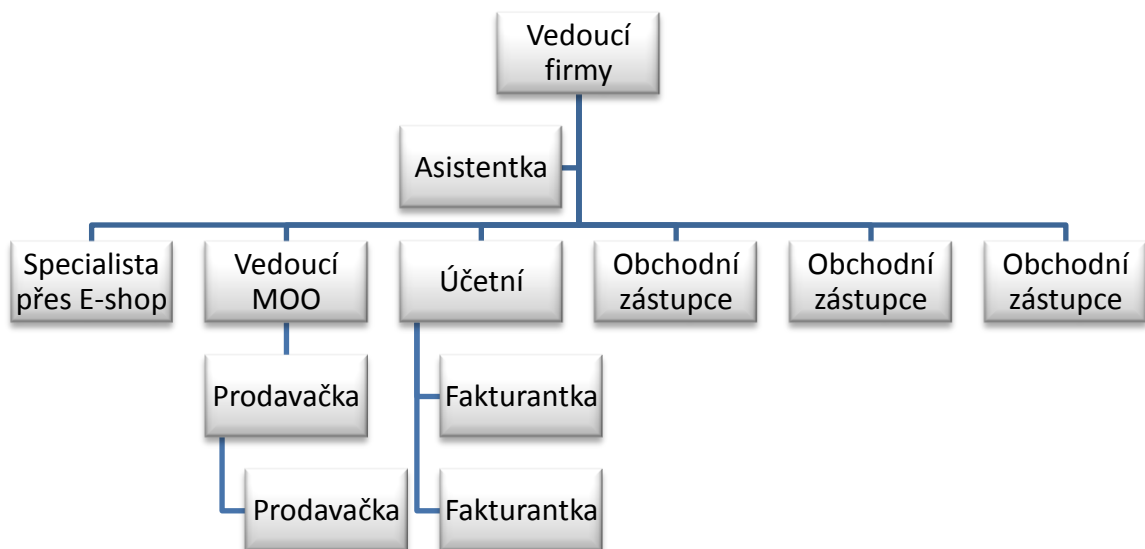 Vedoucí
firmy
Asistentka
Specialista
přes E-shop
Vedoucí
MOO
Účetní
Obchodní
zástupce
Obchodní
zástupce
Obchodní
zástupce
Prodavačka
Fakturantka
Prodavačka
Fakturantka